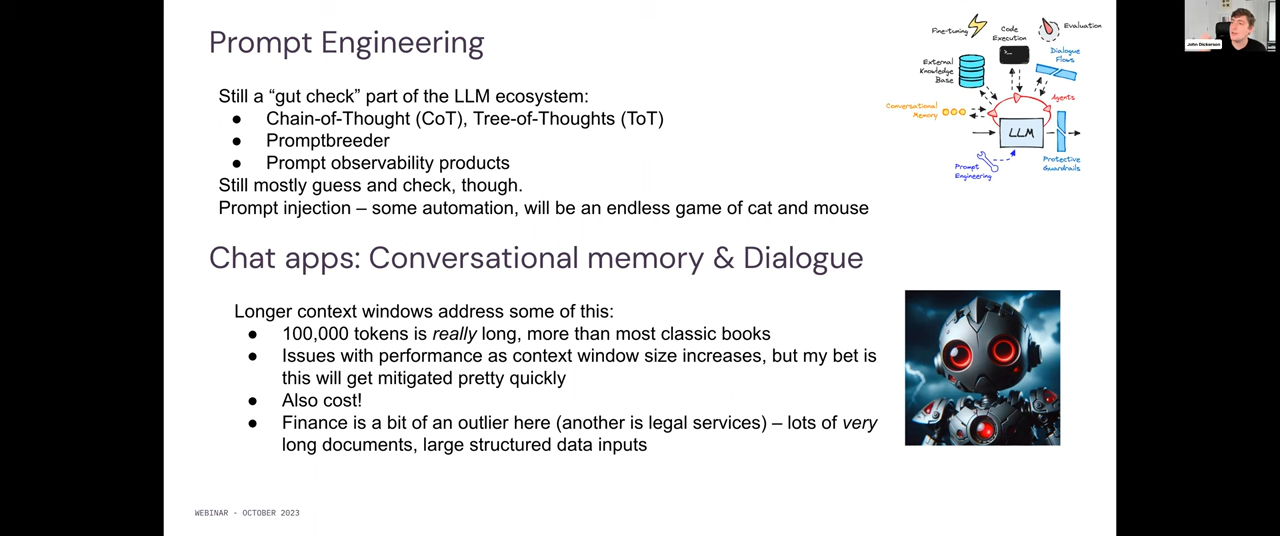 Prompt Engineering
Still a “gut check” part of the LLM ecosystem:
● Chain-of-Thought (CoT), Tree-of-Thoughts (ToT)
● Promptbreeder
● Prompt observability products
Still mostly guess and check, though.
Prompt injection – some automation, will be an endless game of cat and mouse
Fine-tuning
Code
Execution
Evaluation
External
Knowledge
Base
Dialogue
Flows
Conversational
Memory
Agents
LLM
Prompt
Engineering
Protective
Guardrails
John Dickerson
Chat apps: Conversational memory & Dialogue
Longer context windows address some of this:
● 100,000 tokens is really long, more than most classic books
● Issues with performance as context window size increases, but my bet is
this will get mitigated pretty quickly
● Also cost!
● Finance is a bit of an outlier here (another is legal services) – lots of very
long documents, large structured data inputs
WEBINAR - OCTOBER 2023